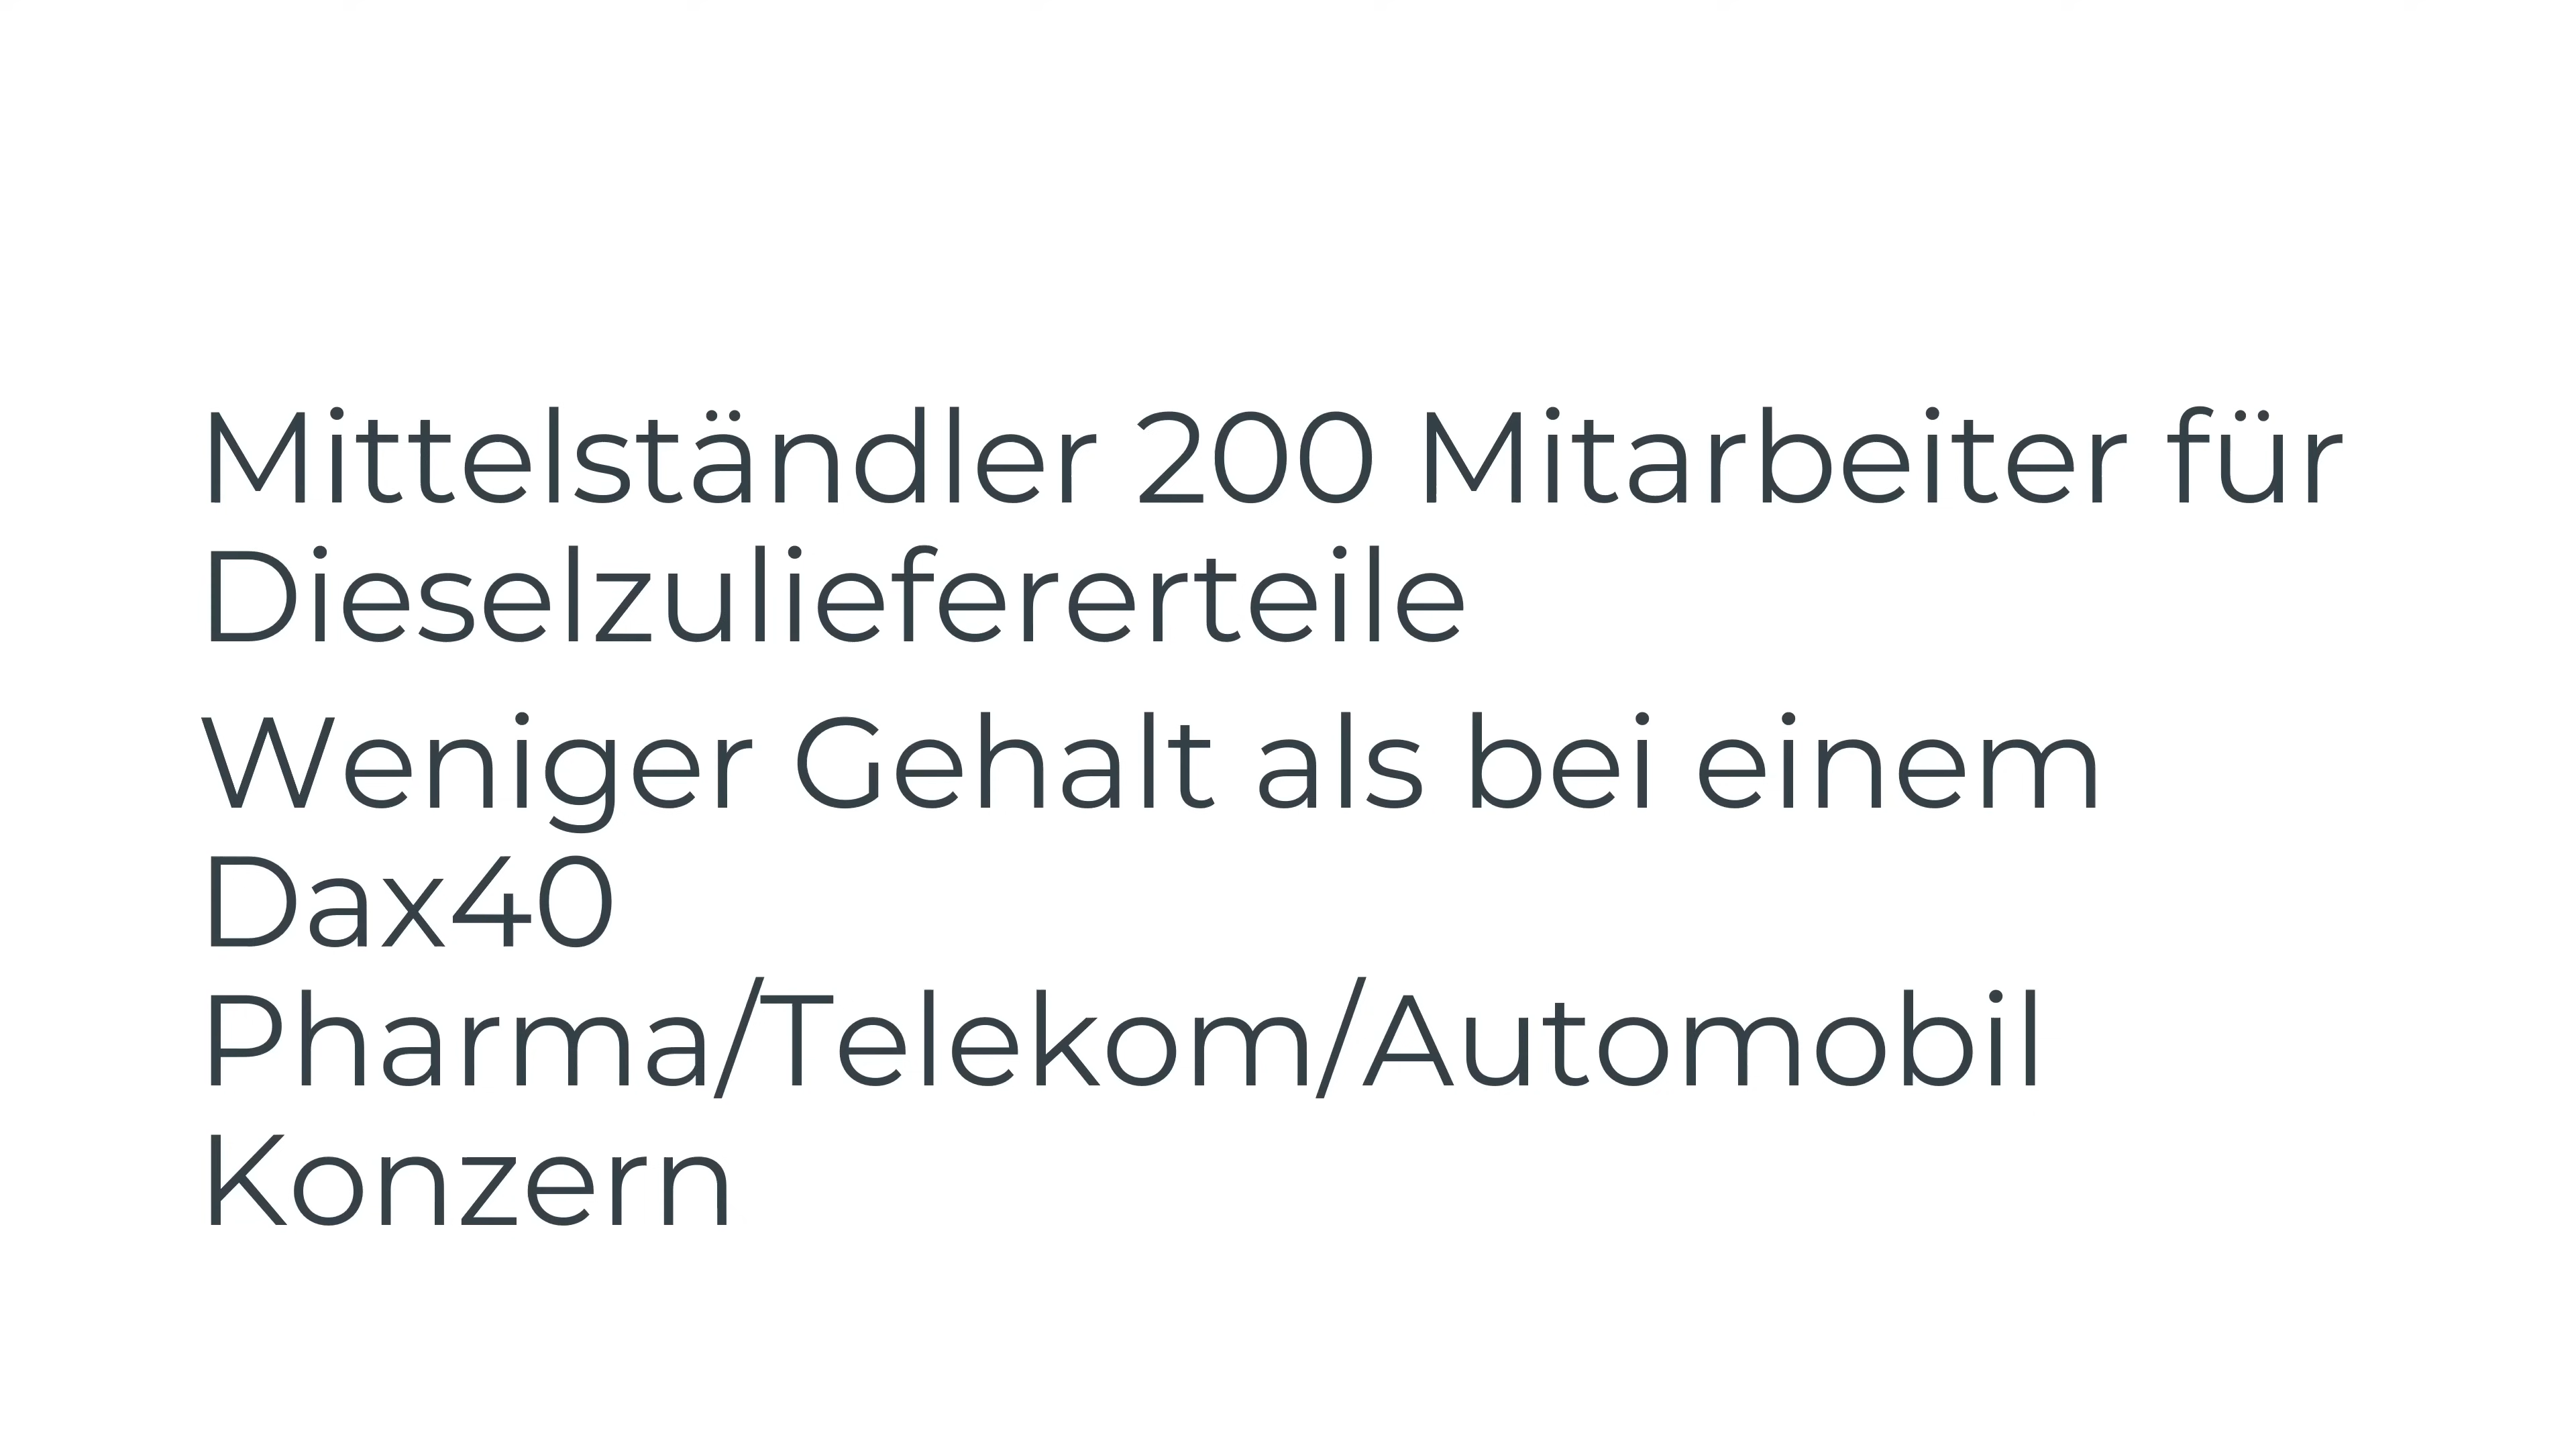 Mittelständler 200 Mitarbeiter für
Dieselzuliefererteile
Weniger Gehalt als bei einem
Dax40
Pharma/Telekom/Automobil
Konzern